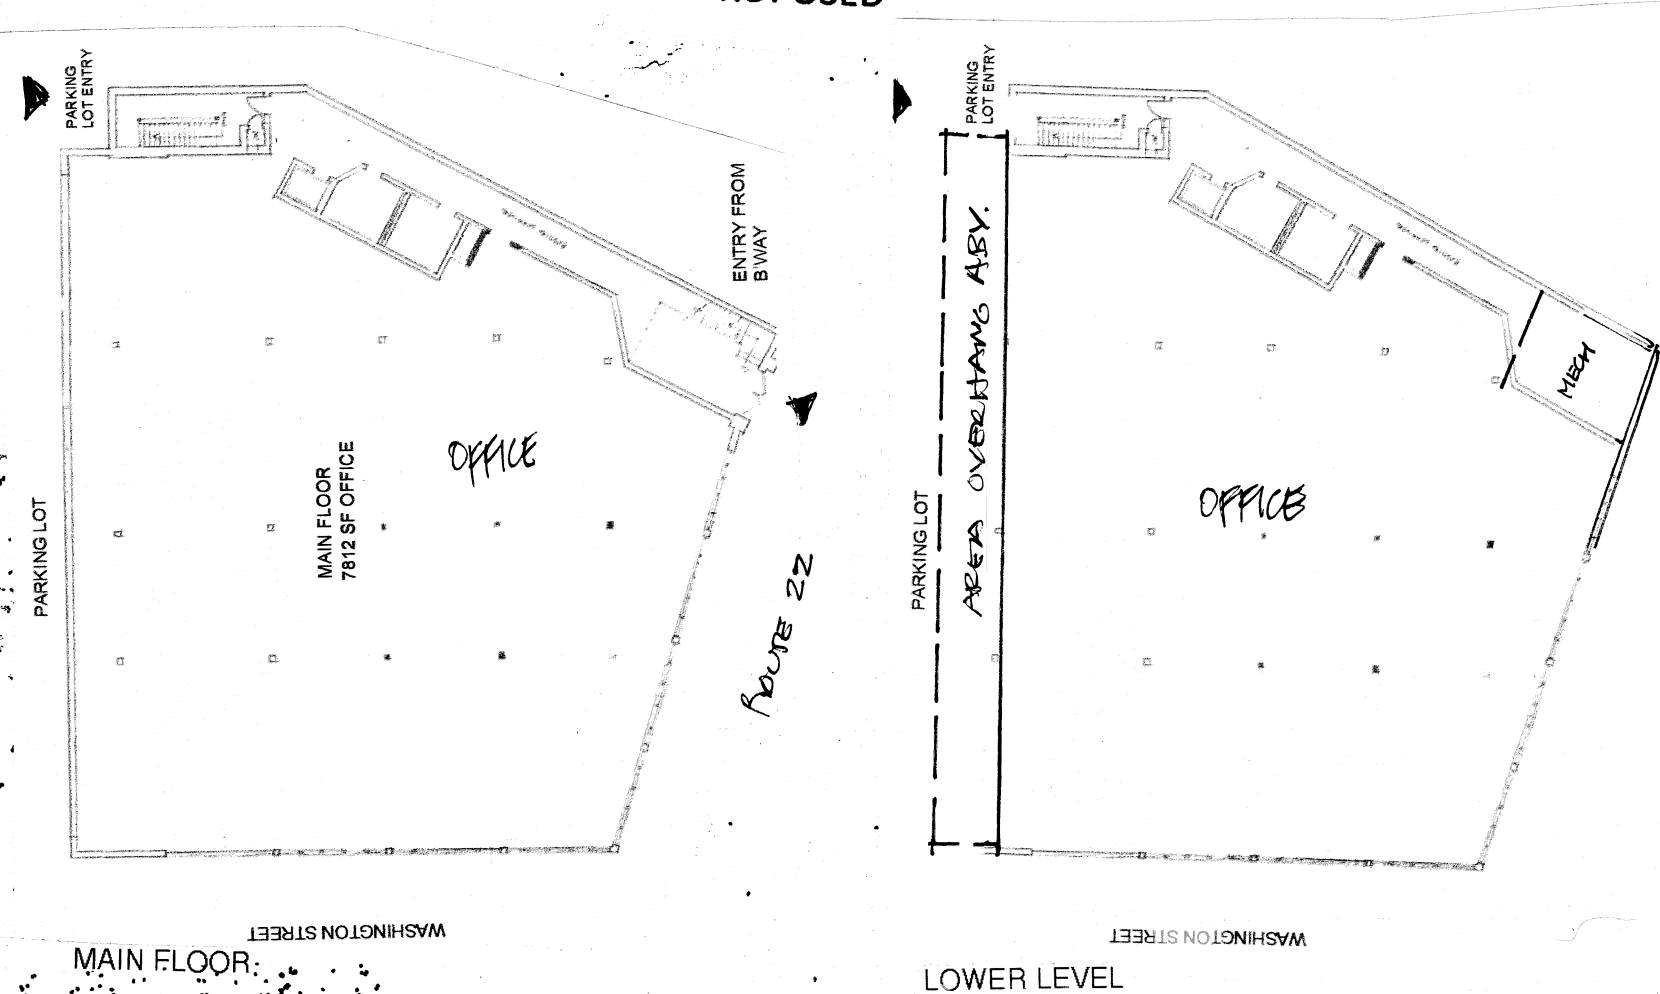 PARKING
LOT ENTRY
ENTRY FROM
B'WAY
OFFICE
MAIN FLOOR
7812 SF OFFICE
PARKING LOT
ROUTE 22
WASHINGTON STREET
MAIN FLOOR:
PARKING
LOT ENTRY
AREA OVERHANG ABV.
MECH
OFFICE
PARKING LOT
WASHINGTON STREET
LOWER LEVEL